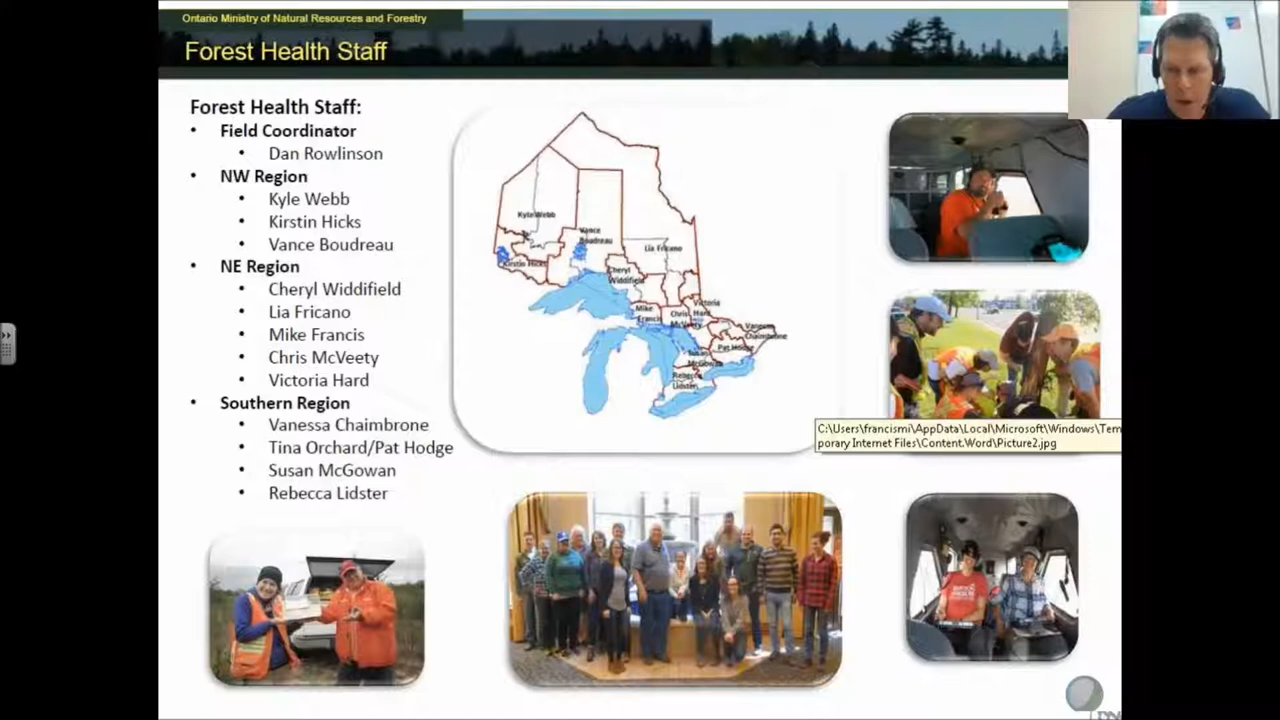 Ontario Ministry of Natural Resources and Forestry
Forest Health Staff
Forest Health Staff:
• Field Coordinator
• Dan Rowlinson
• NW Region
• Kyle Webb
• Kirstin Hicks
• Vance Boudreau
• NE Region
• Cheryl Widdifield
• Lia Fricano
• Mike Francis
• Chris McVeety
• Victoria Hard
• Southern Region
• Vanessa Chaimbrone
• Tina Orchard/Pat Hodge
• Susan McGowan
• Rebecca Lidster
Kyle Webb
Vance
Boudreau
Lia Fricano
Kirstin Hicks
Cheryl
Widdifield
Victoria
Hard
Mike
Francis
Chris
McVeety
Vanessa
Chaimbrone
Pat Hodge
Susan
McGowan
Rebecca
Lidster
C:\Users\francismi\AppData\Local\Microsoft\Windows\Tem
porary Internet Files\Content.Word\Picture2.jpg